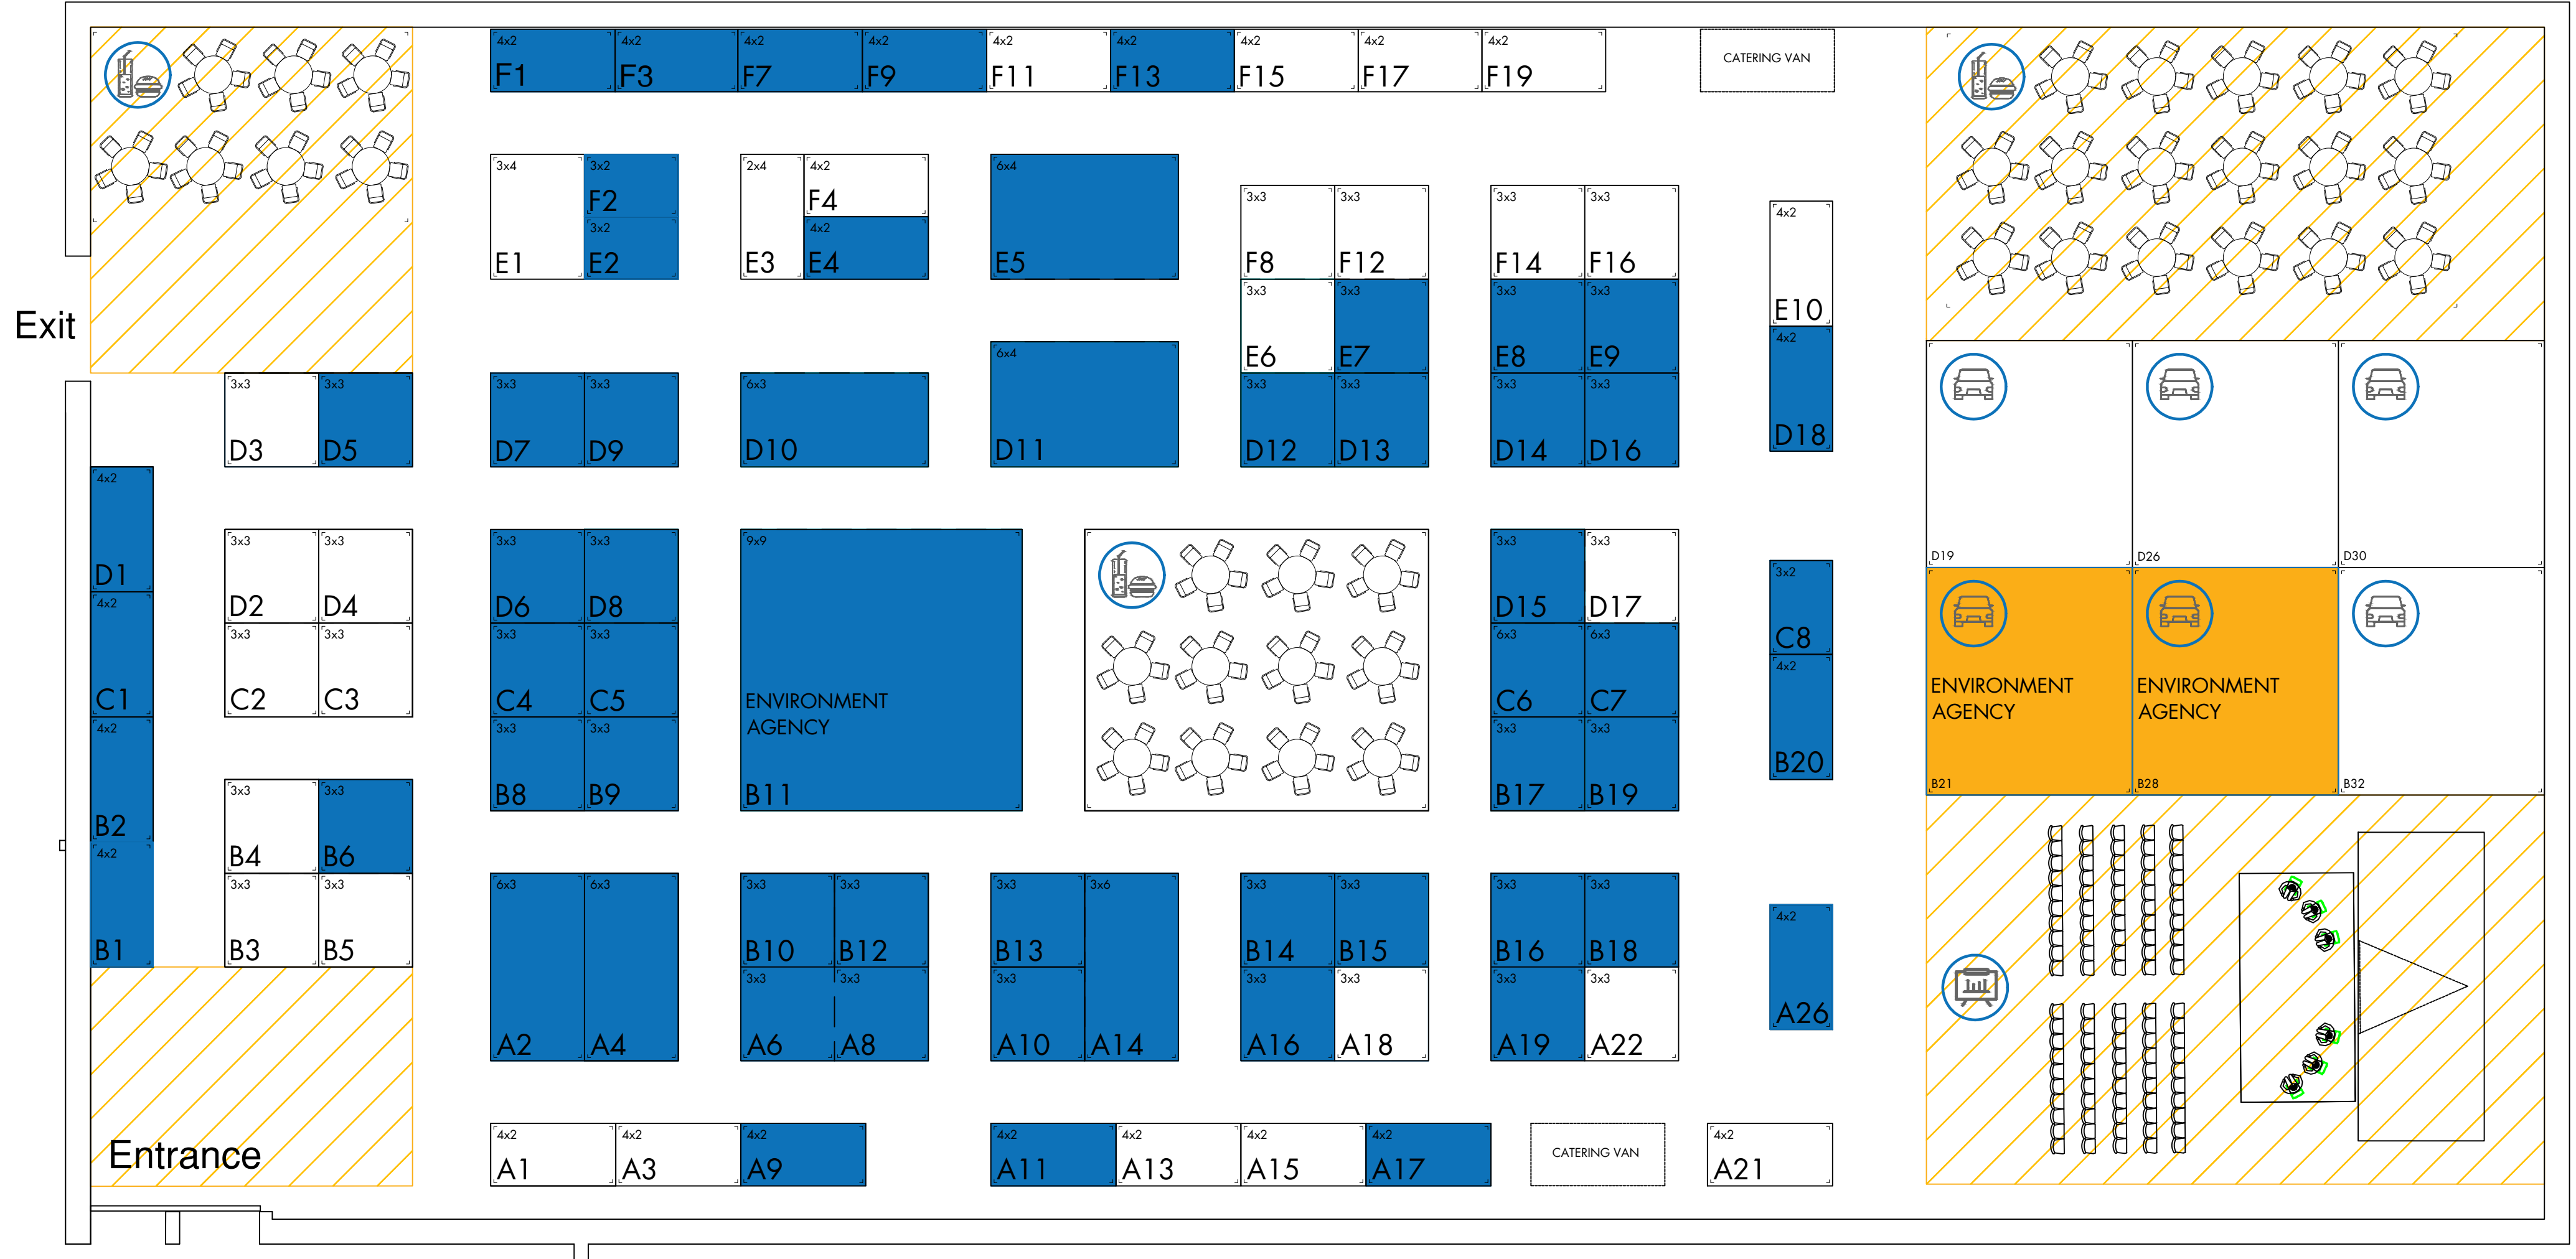 4x2 4x2 4x2 4x2 4x2 4x2 4x2 4x2 4x2
F1 F3 F7 F9 F11 F13 F15 F17 F19
CATERING VAN
3x4 3x2 2x4 4x2 6x4
F2 F4
3x3 3x3 3x3 3x3
4x2
3x2 4x2
E1 E2 E3 E4 E5 F8 F12 F14 F16
3x3 3x3 3x3 3x3
E10
Exit
4x2
6x4
E6 E7 E8 E9
3x3 3x3 3x3 3x3 6x3 3x3 3x3 3x3 3x3
D18
D3 D5 D7 D9 D10 D11 D12 D13 D14 D16
4x2
3x3 3x3 3x3 3x3 9x9 3x3 3x3
D19 D26 D30
3x2
D1
4x2
D2 D4 D6 D8 D15 D17
3x3 3x3 3x3 3x3 6x3 6x3
C8
4x2
ENVIRONMENT ENVIRONMENT
AGENCY AGENCY
C1 C2 C3 C4 C5 C6 C7
ENVIRONMENT
AGENCY
4x2 3x3 3x3 3x3 3x3
B20
B21 B28 B32
3x3 3x3
B8 B9 B11 B17 B19
B2
4x2
B4 B6
3x3 3x3 6x3 6x3 3x3 3x3 3x3 3x6 3x3 3x3 3x3 3x3
4x2
B1 B3 B5 B10 B12 B13 B14 B15 B16 B18
3x3 3x3 3x3 3x3 3x3 3x3 3x3
A26
A2 A4 A6 A8 A10 A14 A16 A18 A19 A22
4x2 4x2 4x2 4x2 4x2 4x2 4x2 4x2
CATERING VAN
Entrance
A1 A3 A9 A11 A13 A15 A17 A21